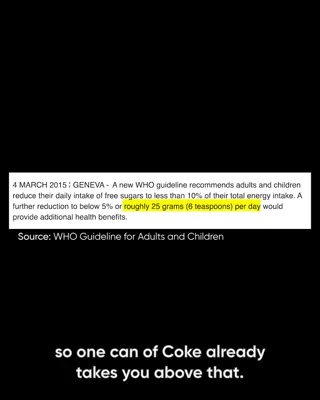 4 MARCH 2015 ¦ GENEVA - A new WHO guideline recommends adults and children
reduce their daily intake of free sugars to less than 10% of their total energy intake. A
further reduction to below 5% or roughly 25 grams (6 teaspoons) per day would
provide additional health benefits.
Source: WHO Guideline for Adults and Children
so one can of Coke already
takes you above that.